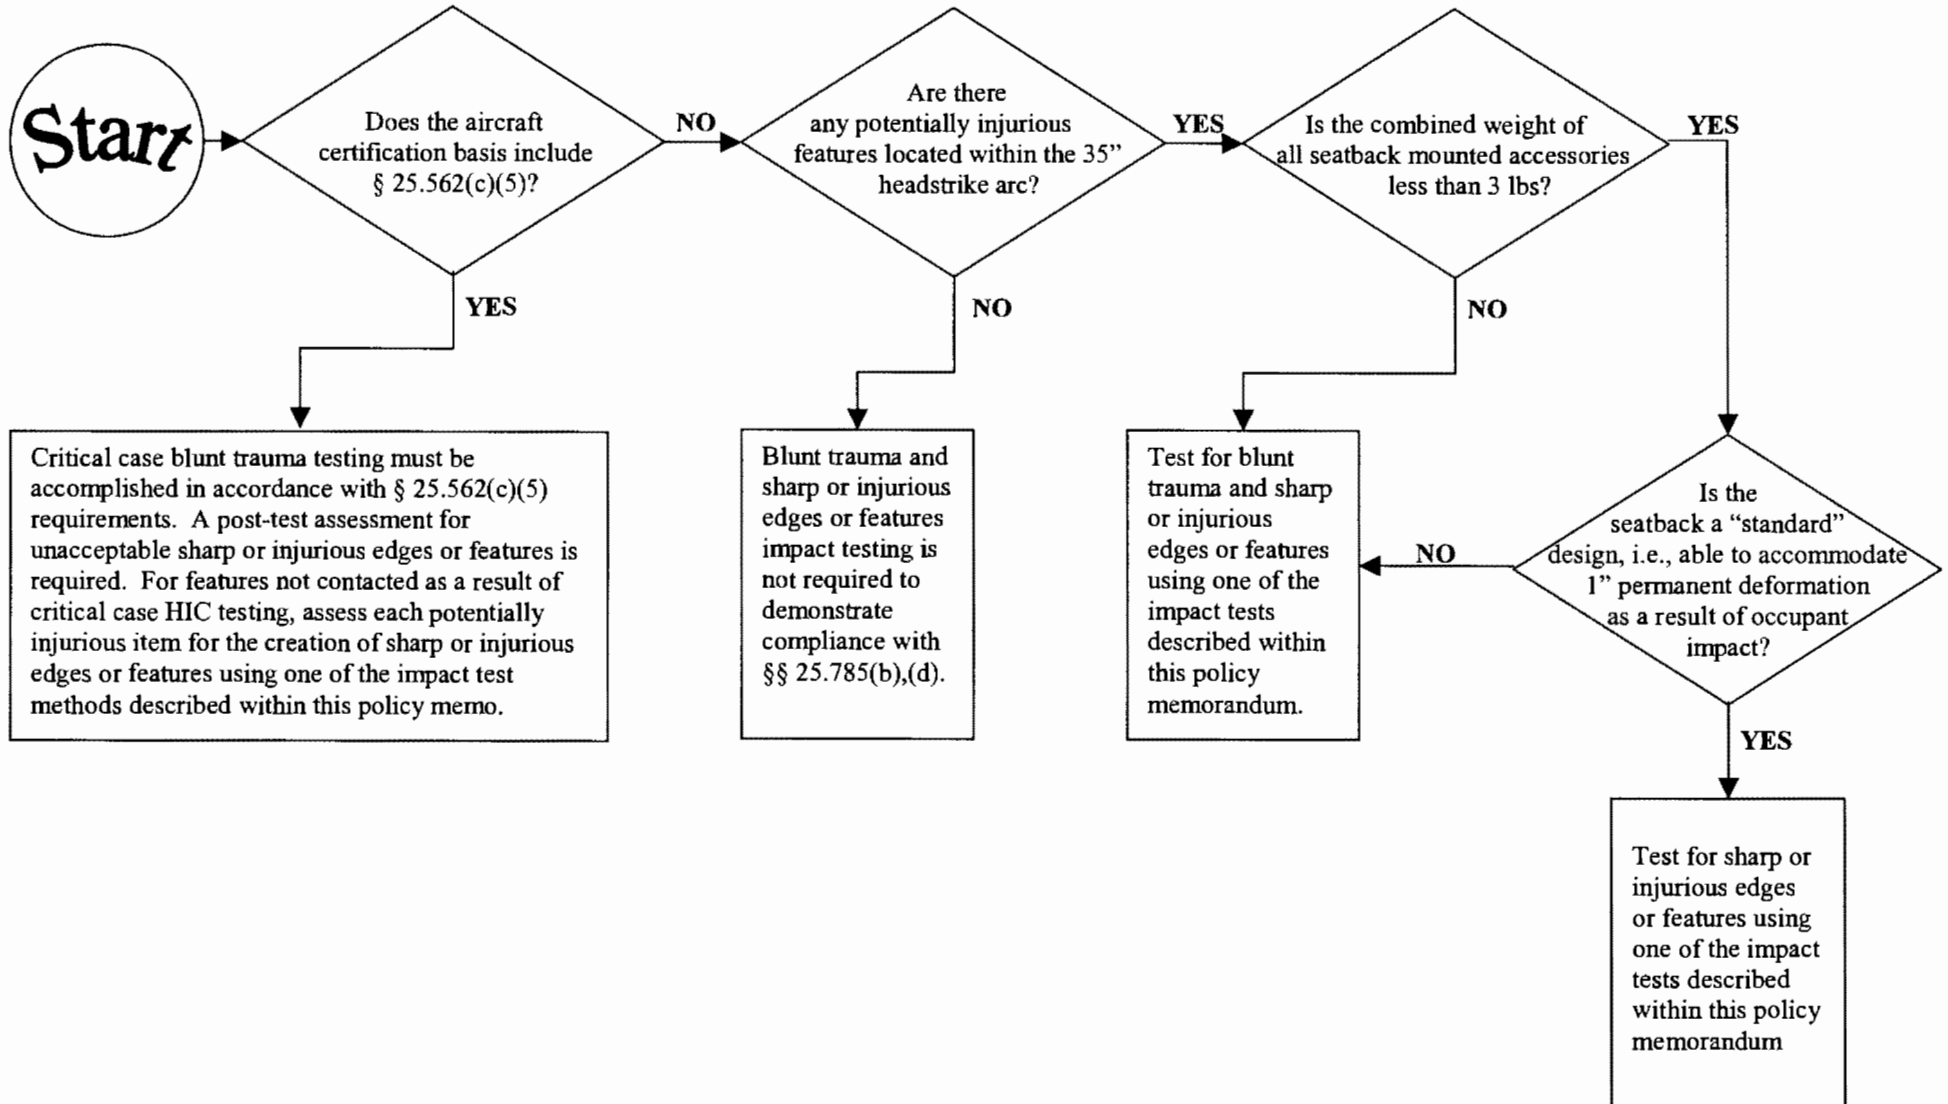 Start
Does the aircraft
certification basis include
§ 25.562(c)(5)?
NO
YES
Are there
any potentially injurious
features located within the 35”
headstrike arc?
YES
NO
Is the combined weight of
all seatback mounted accessories
less than 3 lbs?
YES
NO
Critical case blunt trauma testing must be
accomplished in accordance with § 25.562(c)(5)
requirements. A post-test assessment for
unacceptable sharp or injurious edges or features is
required. For features not contacted as a result of
critical case HIC testing, assess each potentially
injurious item for the creation of sharp or injurious
edges or features using one of the impact test
methods described within this policy memo.
Blunt trauma and
sharp or injurious
edges or features
impact testing is
not required to
demonstrate
compliance with
§§ 25.785(b),(d).
Test for blunt
trauma and sharp
or injurious
edges or features
using one of the
impact tests
described within
this policy
memorandum.
NO
Is the
seatback a “standard”
design, i.e., able to accommodate
1” permanent deformation
as a result of occupant
impact?
YES
Test for sharp or
injurious edges
or features using
one of the impact
tests described
within this policy
memorandum